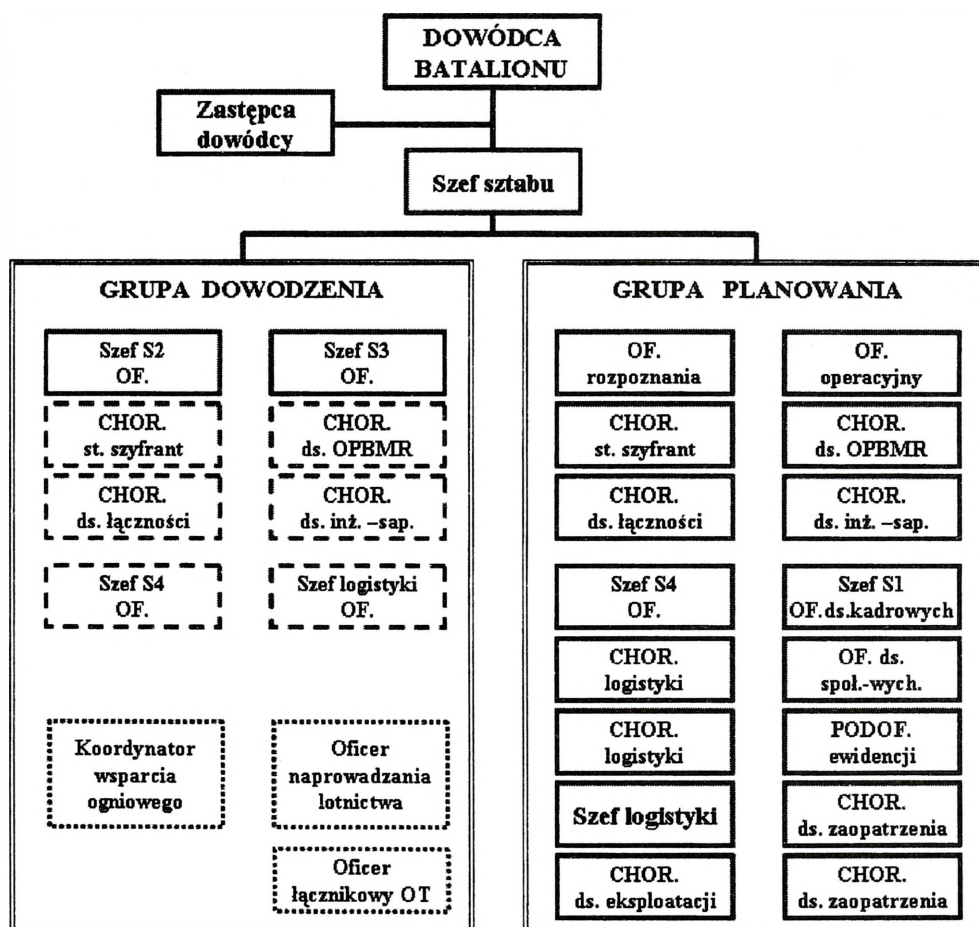 DOWÓDCA
BATALIONU
Zastępca
dowódcy
Szef sztabu
GRUPA DOWODZENIA
Szef S2
OF.
Szef S3
OF.
CHOR.
st. szyfrant
CHOR.
ds. OPBMR
CHOR.
ds. łączności
CHOR.
ds. inż. –sap.
Szef S4
OF.
Szef logistyki
OF.
Koordynator
wsparcia
ogniowego
Oficer
naprowadzania
lotnictwa
Oficer
łącznikowy OT
GRUPA PLANOWANIA
OF.
rozpoznania
OF.
operacyjny
CHOR.
st. szyfrant
CHOR.
ds. OPBMR
CHOR.
ds. łączności
CHOR.
ds. inż. –sap.
Szef S4
OF.
Szef S1
OF.ds.kadrowych
CHOR.
logistyki
OF. ds.
społ.-wych.
CHOR.
logistyki
PODOF.
ewidencji
Szef logistyki
CHOR.
ds. zaopatrzenia
CHOR.
ds. eksploatacji
CHOR.
ds. zaopatrzenia